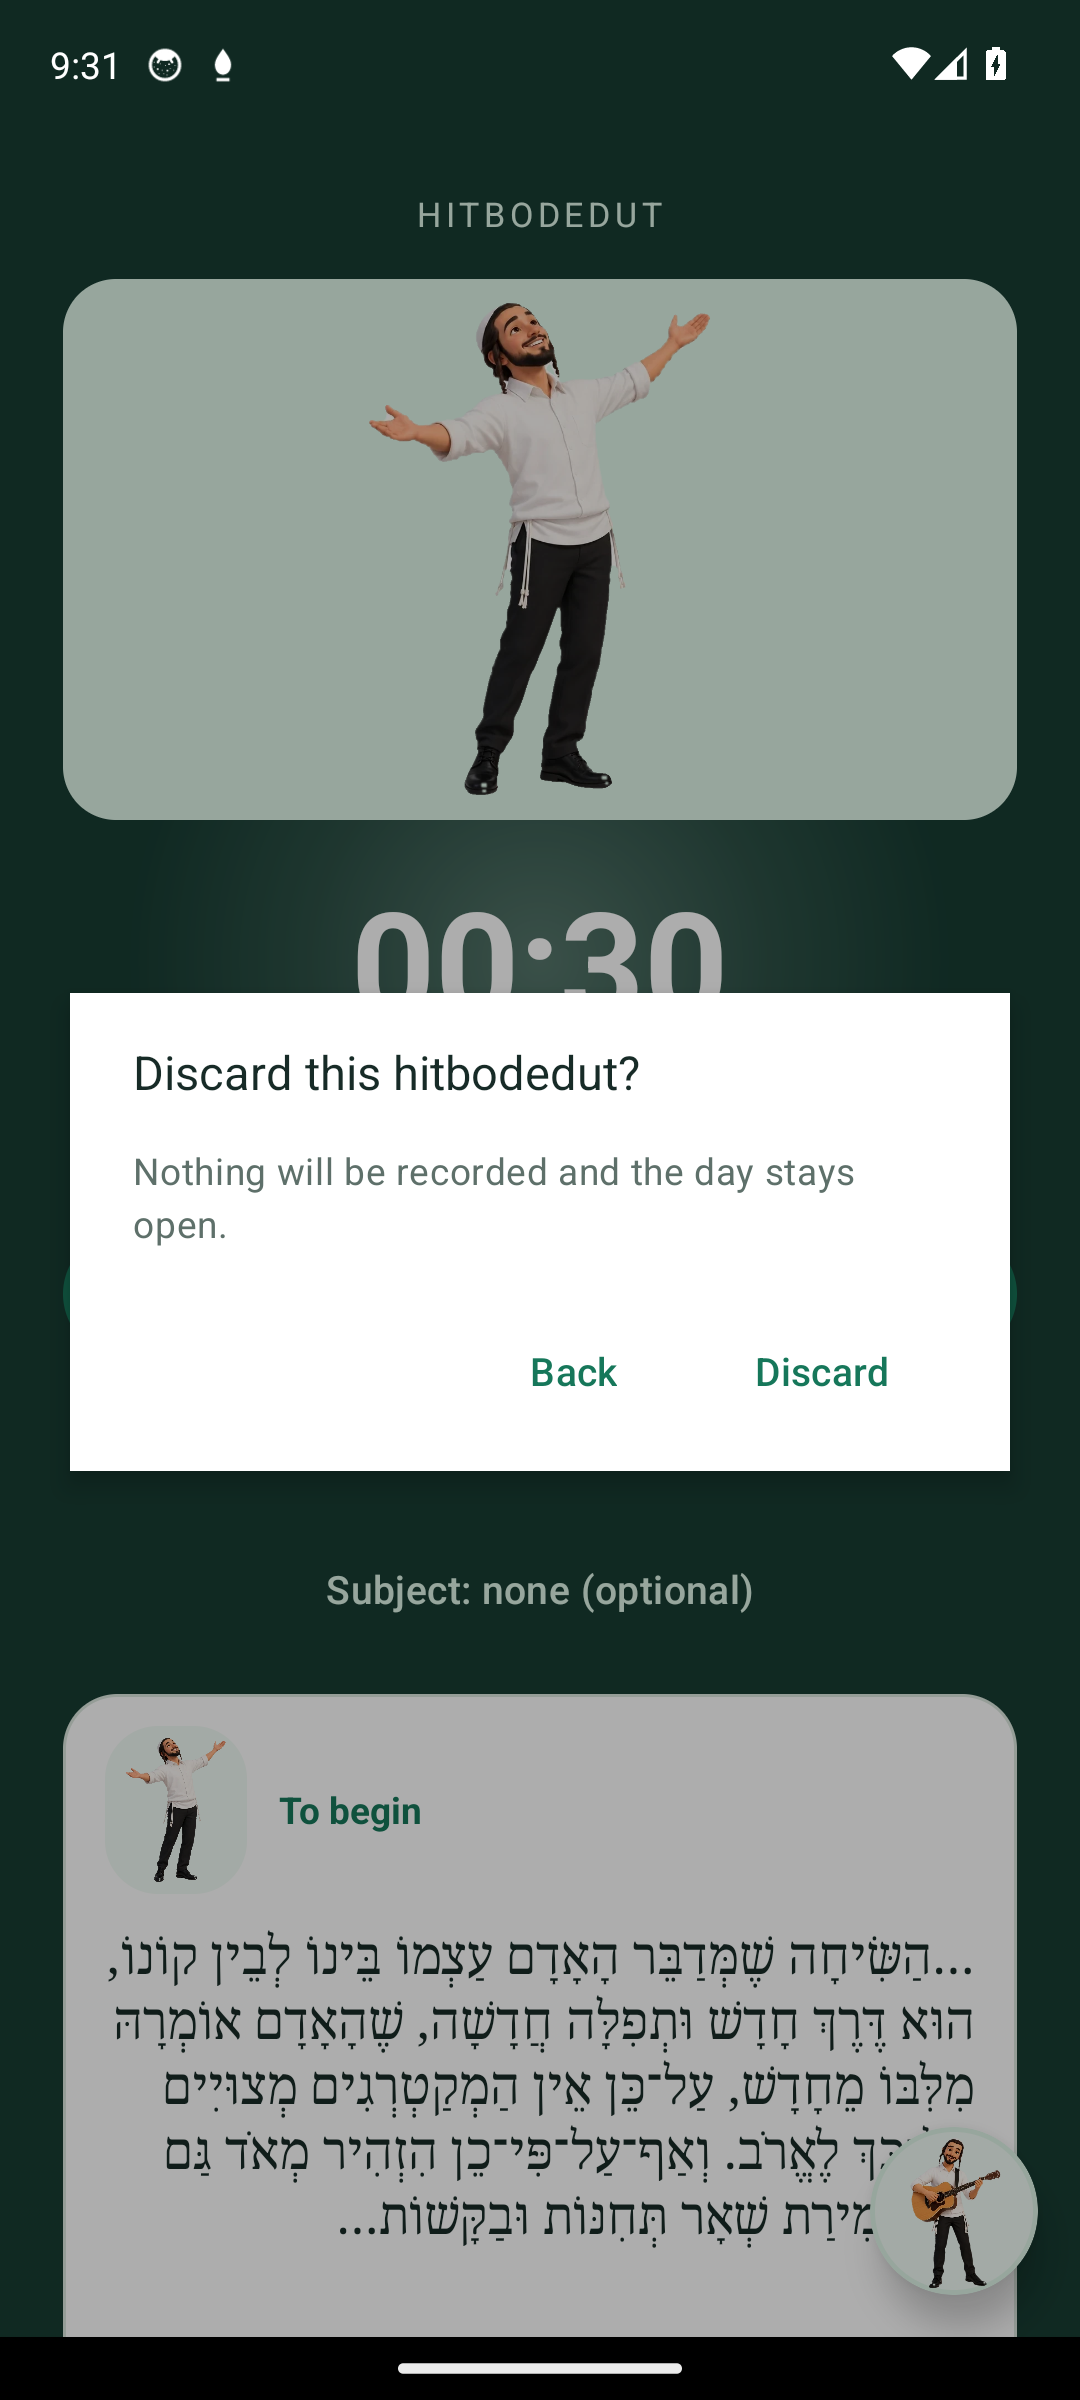 9:31
HITBODEDUT
00:30
Discard this hitbodedut?
Nothing will be recorded and the day stays
open.
Back
Discard
Subject: none (optional)
To begin
...הַשִּׂיחָה שֶׁמְּדַבֵּר הָאָדָם עַצְמוֹ בֵּינוֹ לְבֵין קוֹנוֹ,
הוּא דֶּרֶךְ חָדָשׁ וּתְפִלָּה חֲדָשָׁה, שֶׁהָאָדָם אוֹמְרָהּ
מִלִּבּוֹ מֵחָדָשׁ, עַל־כֵּן אֵין הַמְקַטְרְגִים מְצוּיִים
לֶאֱרֹב. וְאַף־עַל־פִּי־כֵן הִזְהִיר מְאֹד גַּם
שְׁאָר תְּחִנּוֹת וּבַקָּשׁוֹת...